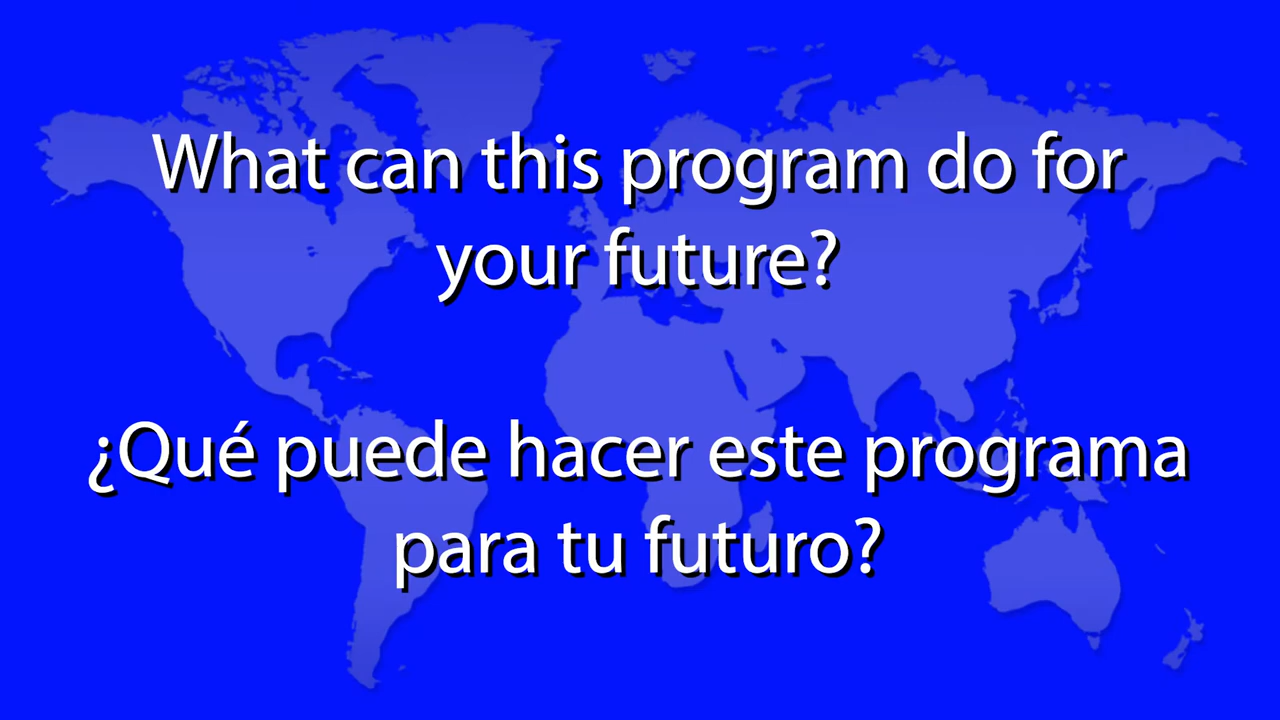 What can this program do for
your future?
¿Qué puede hacer este programa
para tu futuro?